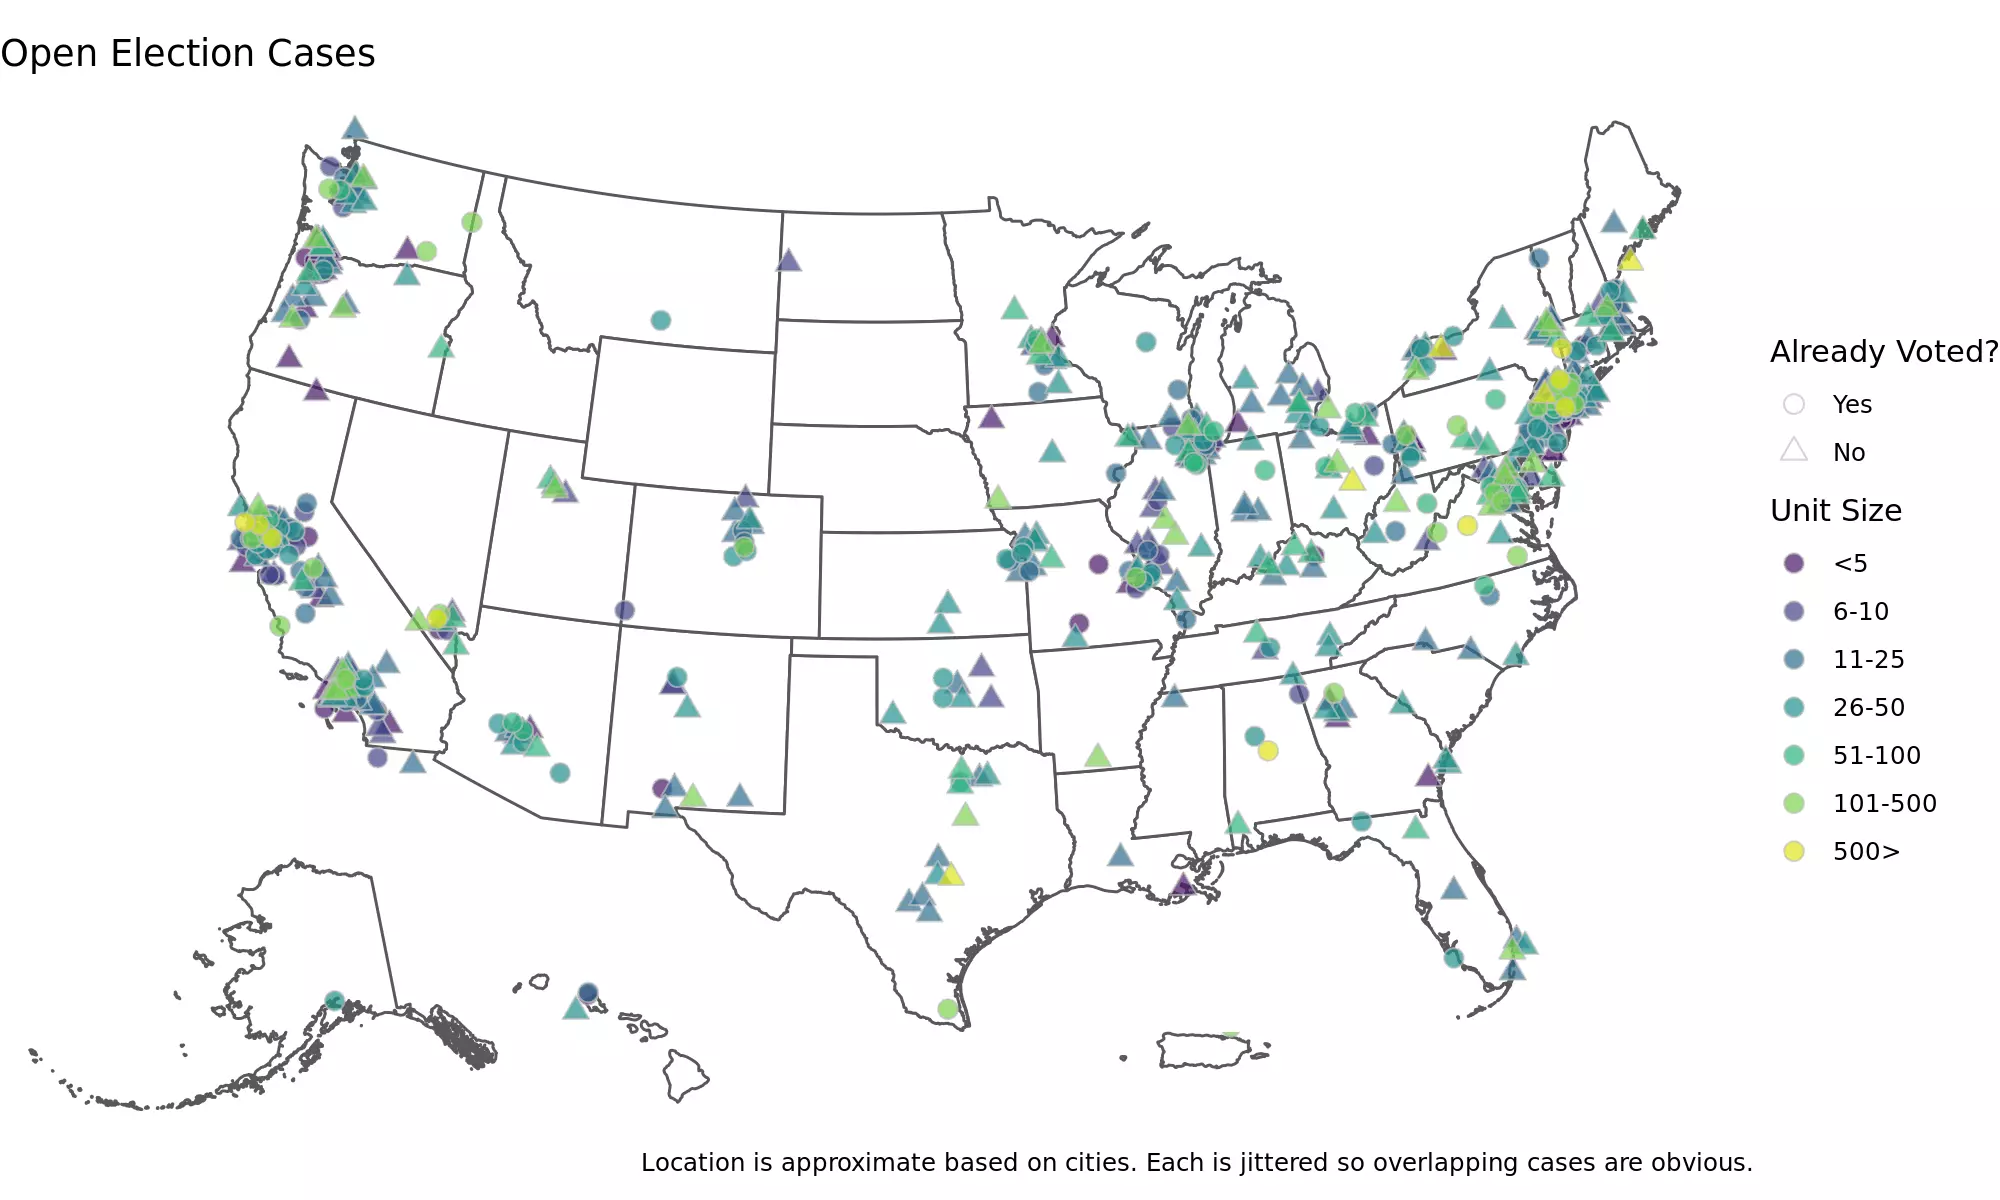 Open Election Cases
Already Voted?
Yes
No
Unit Size
<5
6-10
11-25
26-50
51-100
101-500
500>
Location is approximate based on cities. Each is jittered so overlapping cases are obvious.